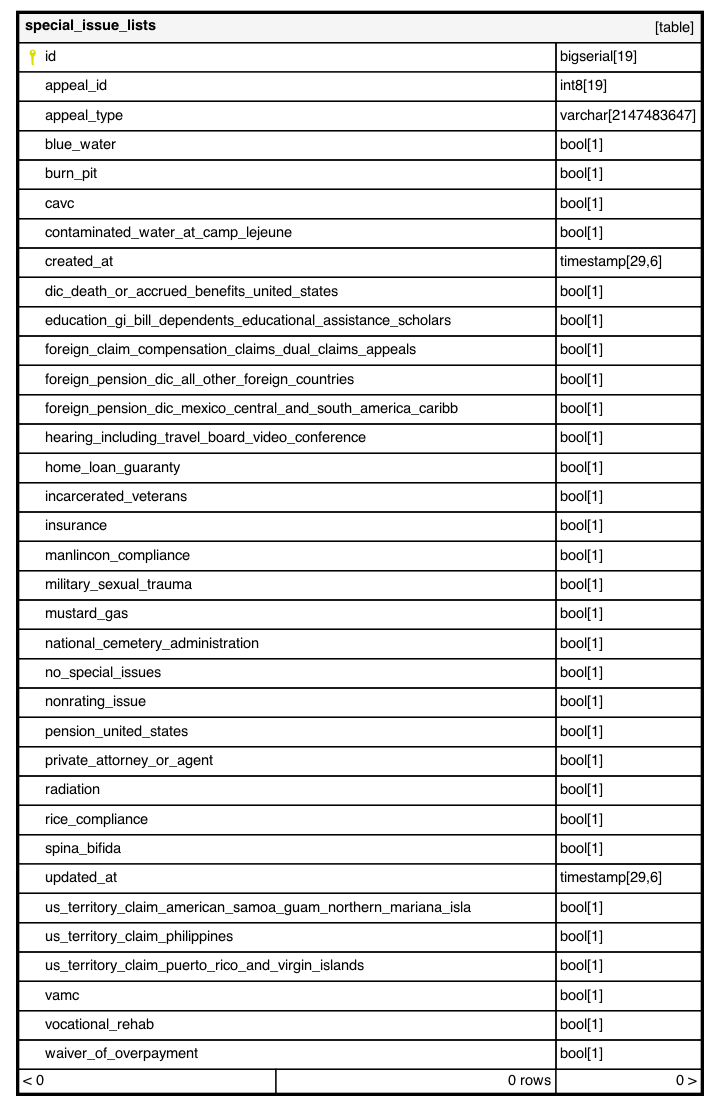 special_issue_lists [table]
id bigserial[19]
appeal_id int8[19]
appeal_type varchar[2147483647]
blue_water bool[1]
burn_pit bool[1]
cavc bool[1]
contaminated_water_at_camp_lejeune bool[1]
created_at timestamp[29,6]
dic_death_or_accrued_benefits_united_states bool[1]
education_gi_bill_dependents_educational_assistance_scholars bool[1]
foreign_claim_compensation_claims_dual_claims_appeals bool[1]
foreign_pension_dic_all_other_foreign_countries bool[1]
foreign_pension_dic_mexico_central_and_south_america_caribb bool[1]
hearing_including_travel_board_video_conference bool[1]
home_loan_guaranty bool[1]
incarcerated_veterans bool[1]
insurance bool[1]
manlincon_compliance bool[1]
military_sexual_trauma bool[1]
mustard_gas bool[1]
national_cemetery_administration bool[1]
no_special_issues bool[1]
nonrating_issue bool[1]
pension_united_states bool[1]
private_attorney_or_agent bool[1]
radiation bool[1]
rice_compliance bool[1]
spina_bifida bool[1]
updated_at timestamp[29,6]
us_territory_claim_american_samoa_guam_northern_mariana_isla bool[1]
us_territory_claim_philippines bool[1]
us_territory_claim_puerto_rico_and_virgin_islands bool[1]
vamc bool[1]
vocational_rehab bool[1]
waiver_of_overpayment bool[1]
< 0 0 rows 0 >